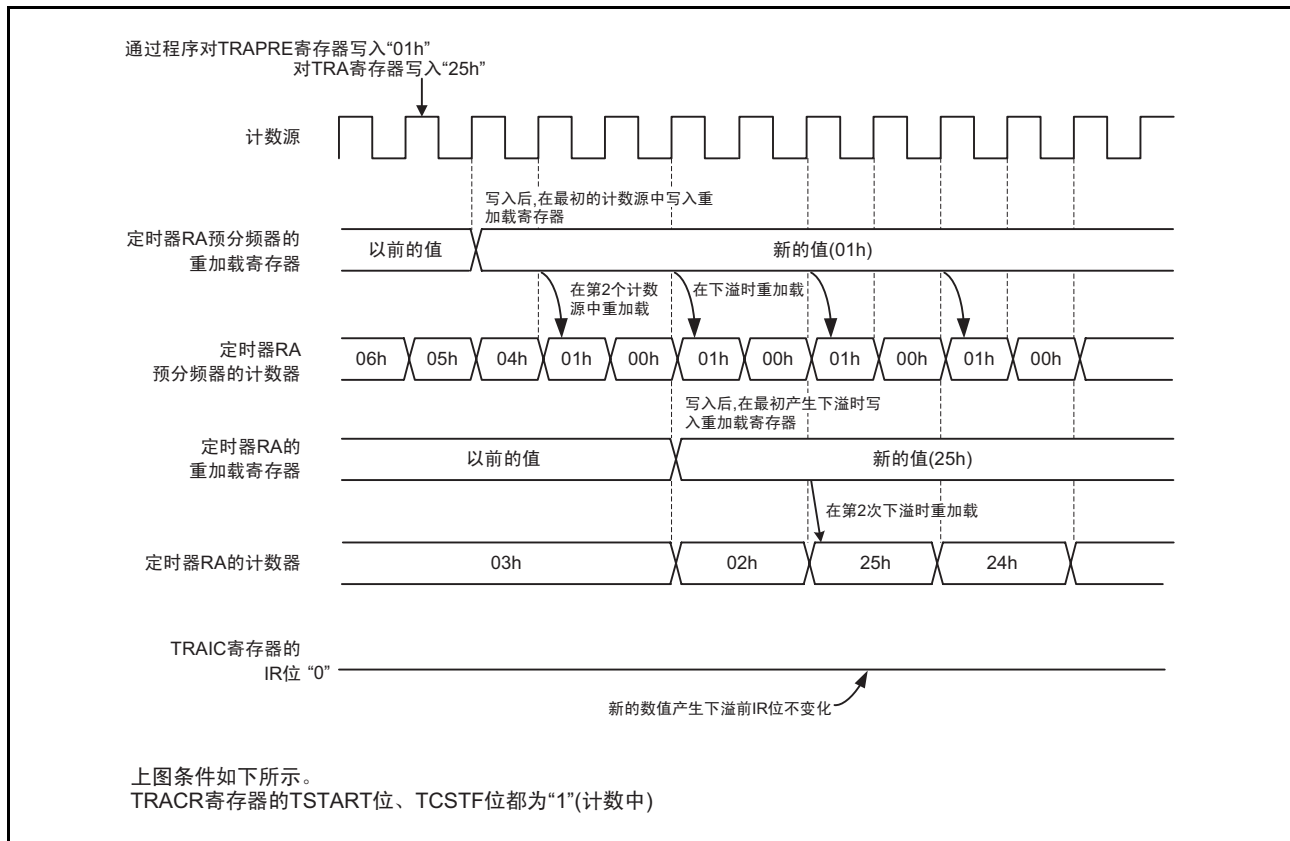 通过程序对TRAPRE寄存器写入“01h”
对TRA寄存器写入“25h”
计数源
写入后,在最初的计数源中写入重
加载寄存器
定时器RA预分频器的
重加载寄存器
以前的值
新的值(01h)
在第2个计数
源中重加载
在下溢时重加载
定时器RA
预分频器的计数器
06h 05h 04h 01h 00h 01h 00h 01h 00h 01h 00h
写入后,在最初产生下溢时写
入重加载寄存器
定时器RA的
重加载寄存器
以前的值
新的值(25h)
在第2次下溢时重加载
定时器RA的计数器
03h 02h 25h 24h
TRAIC寄存器的
IR位 “0”
新的数值产生下溢前IR位不变化
上图条件如下所示。
TRACR寄存器的TSTART位、TCSTF位都为“1”(计数中)